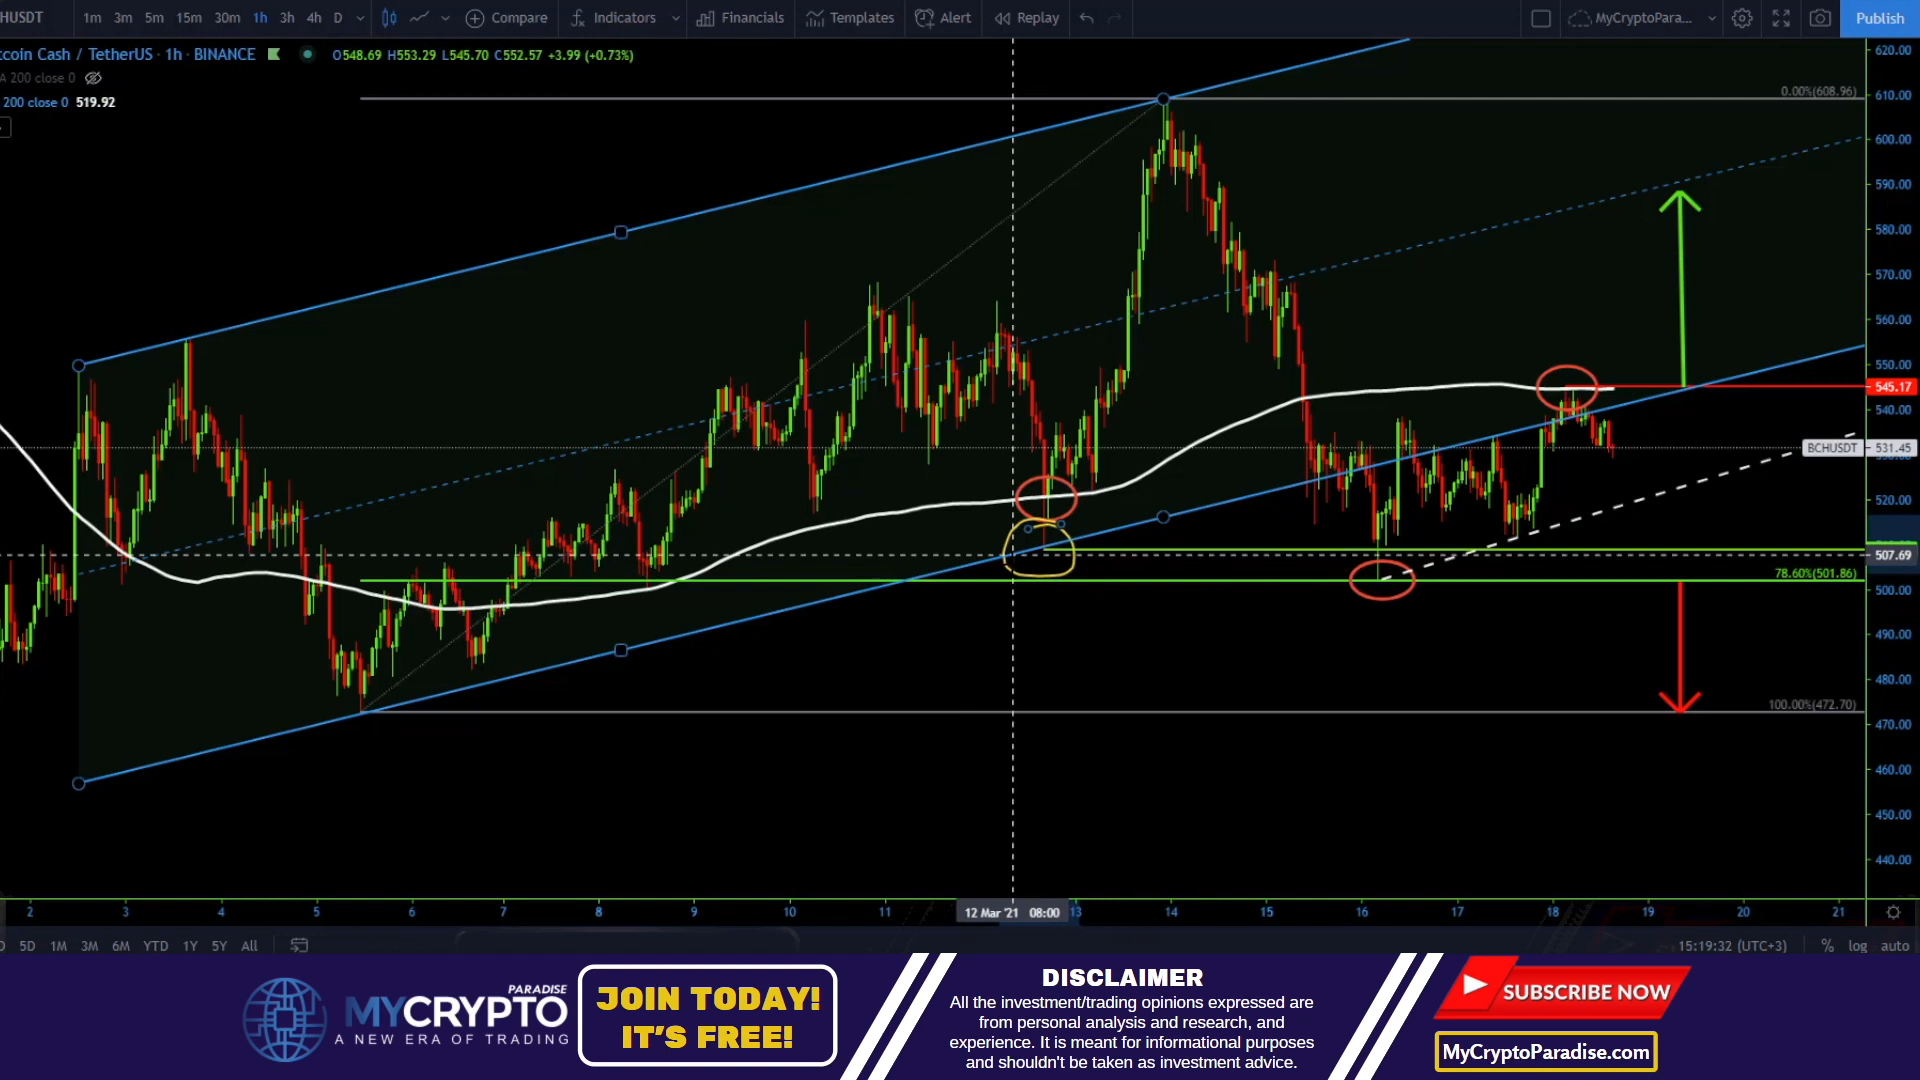 HUSDT 1m 3m 5m 15m 30m 1h 3h 4h D Compare Indicators Financials Templates Alert Replay MyCryptoPara... Publish
tcoin Cash / TetherUS · 1h · BINANCE O548.69 H553.29 L545.70 C552.57 +3.99 (+0.73%)
A 200 close 0
200 close 0 519.92
620.00
0.00%(608.96)
610.00
600.00
590.00
580.00
570.00
560.00
550.00
545.17
540.00
BCHUSDT 531.45
520.00
507.69
78.60%(501.86)
500.00
490.00
480.00
100.00%(472.70)
470.00
460.00
450.00
440.00
2 3 4 5 6 7 8 9 10 11 12 Mar '21 08:00 13 14 15 16 17 18 19 20 21
D 5D 1M 3M 6M YTD 1Y 5Y All 15:19:32 (UTC+3) % log auto
PARADISE
MYCRYPTO
A NEW ERA OF TRADING
JOIN TODAY!
IT'S FREE!
DISCLAIMER
All the investment/trading opinions expressed are
from personal analysis and research, and
experience. It is meant for informational purposes
and shouldn't be taken as investment advice.
SUBSCRIBE NOW
MyCryptoParadise.com